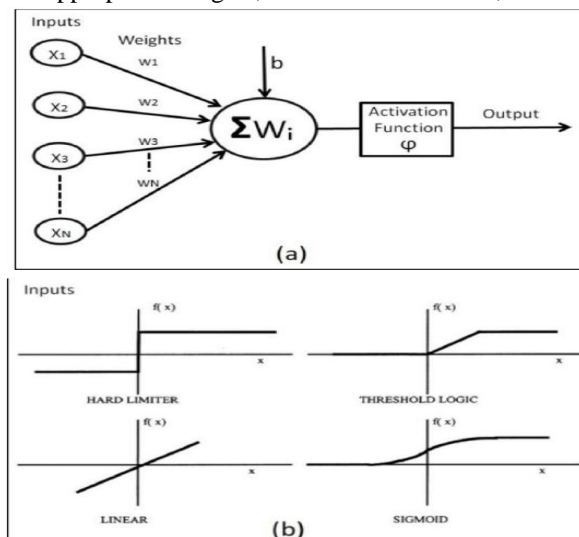 Inputs
Weights
X1
W1
b
X2
W2
X3
W3
WN
XN
ΣWi
Activation
Function
φ
Output
(a)
Inputs
f( x)
x
HARD LIMITER
f( x)
x
THRESHOLD LOGIC
f( x)
x
LINEAR
f( x)
x
SIGMOID
(b)